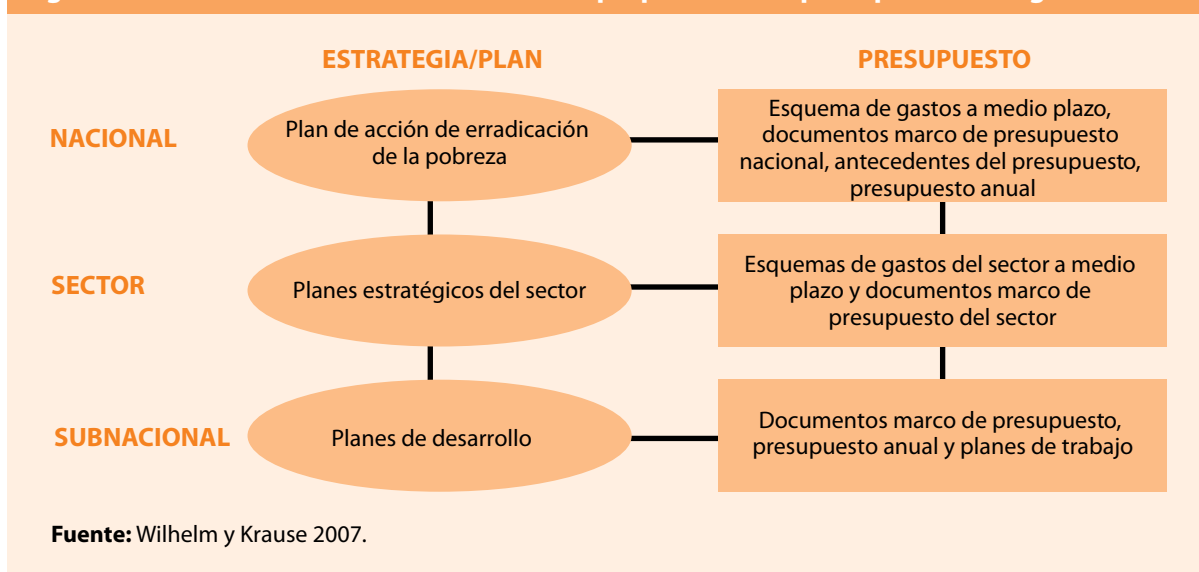 ESTRATEGIA/PLAN
PRESUPUESTO
NACIONAL
Plan de acción de erradicación
de la pobreza
Esquema de gastos a medio plazo,
documentos marco de presupuesto
nacional, antecedentes del presupuesto,
presupuesto anual
SECTOR
Planes estratégicos del sector
Esquemas de gastos del sector a medio
plazo y documentos marco de
presupuesto del sector
SUBNACIONAL
Planes de desarrollo
Documentos marco de presupuesto,
presupuesto anual y planes de trabajo
Fuente: Wilhelm y Krause 2007.